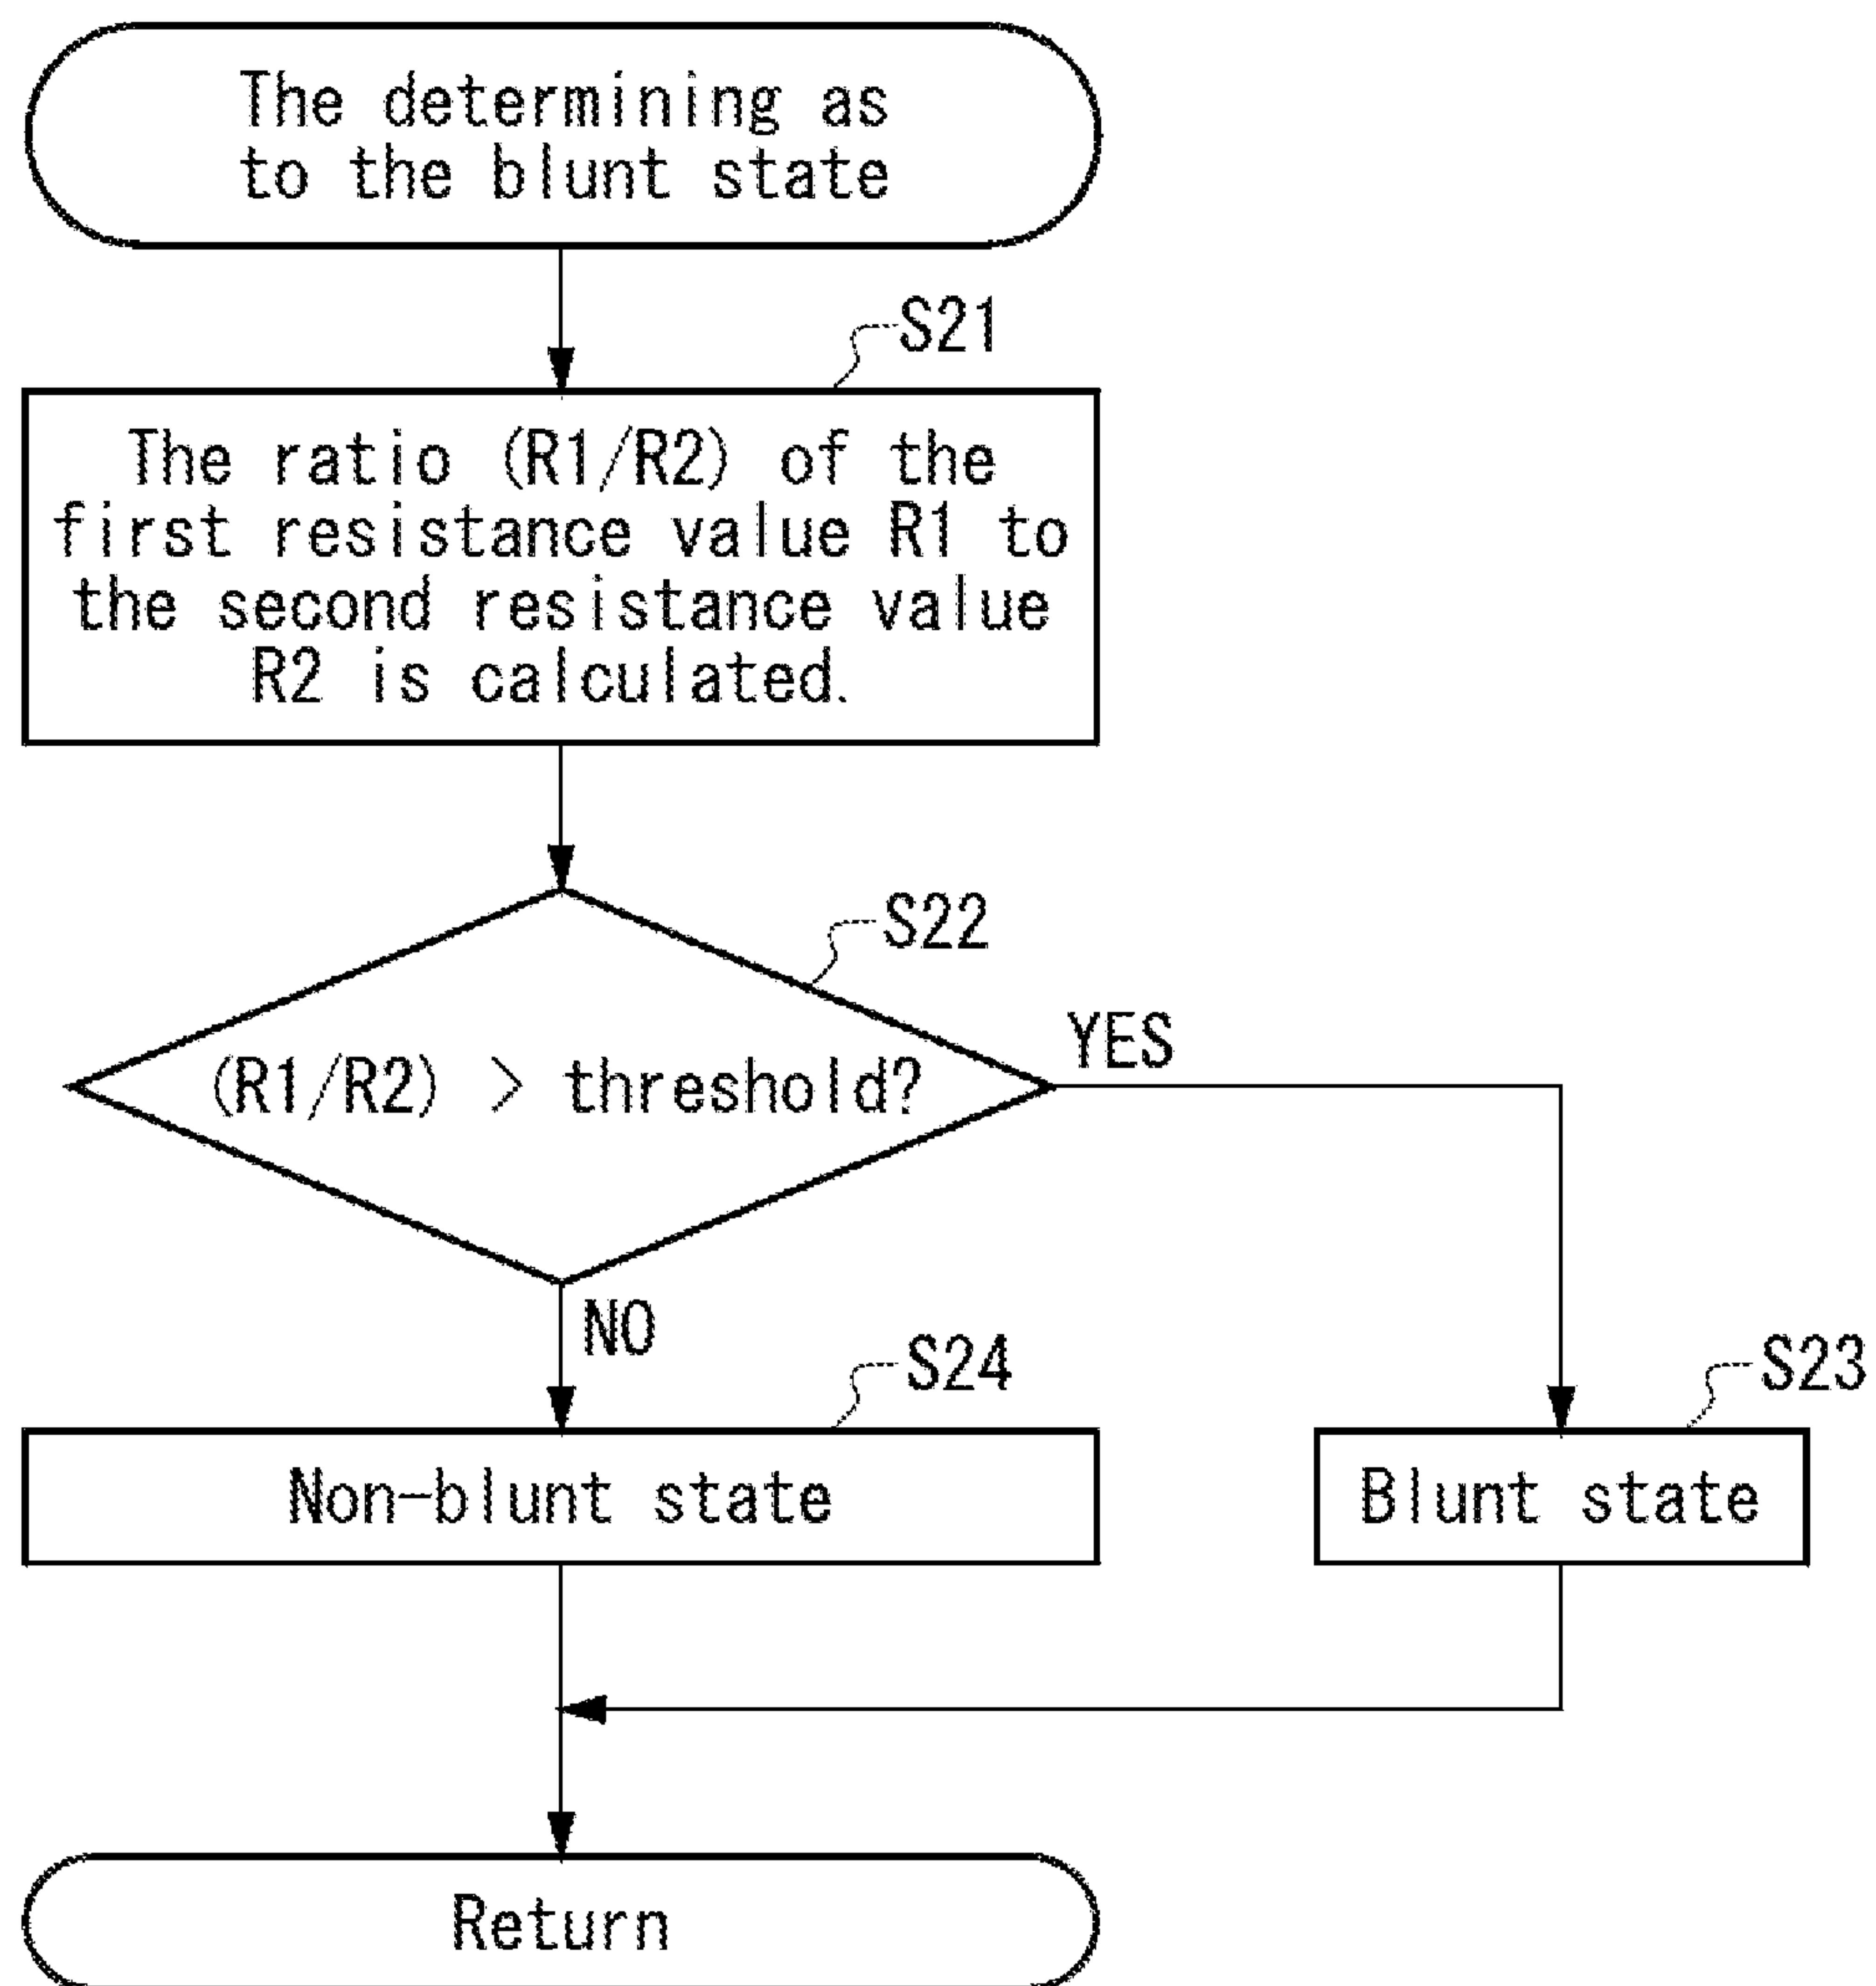 The determining as
to the blunt state
S21
The ratio (R1/R2) of the
first resistance value R1 to
the second resistance value
R2 is calculated.
S22
(R1/R2) > threshold?
YES
NO
S24
S23
Non-blunt state
Blunt state
Return